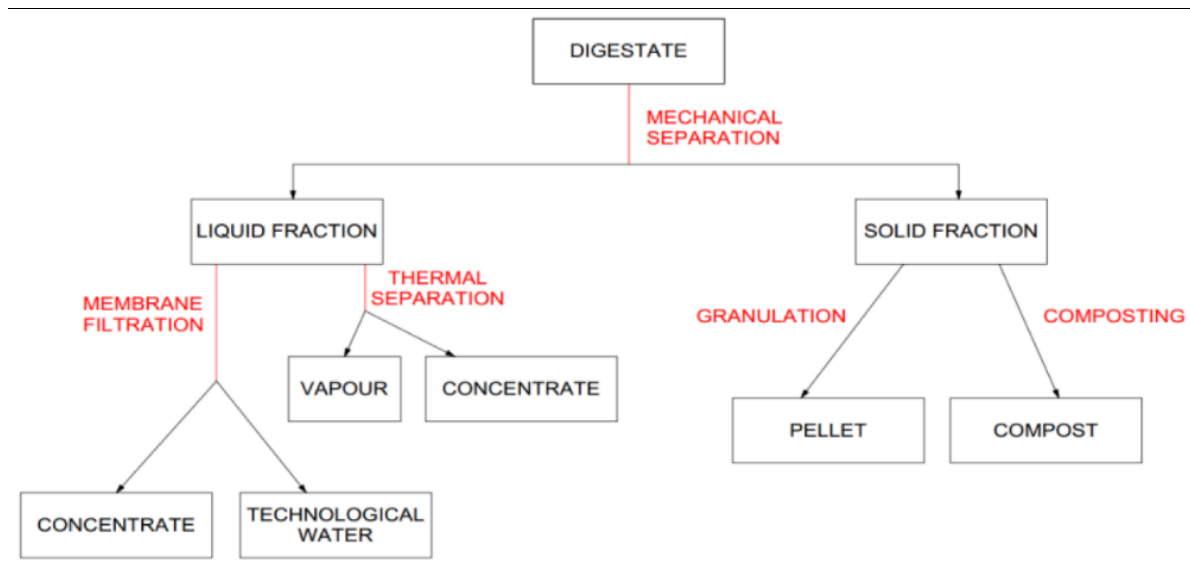 DIGESTATE
MECHANICAL
SEPARATION
LIQUID FRACTION
SOLID FRACTION
THERMAL
SEPARATION
MEMBRANE
FILTRATION
GRANULATION
COMPOSTING
VAPOUR
CONCENTRATE
PELLET
COMPOST
CONCENTRATE
TECHNOLOGICAL
WATER